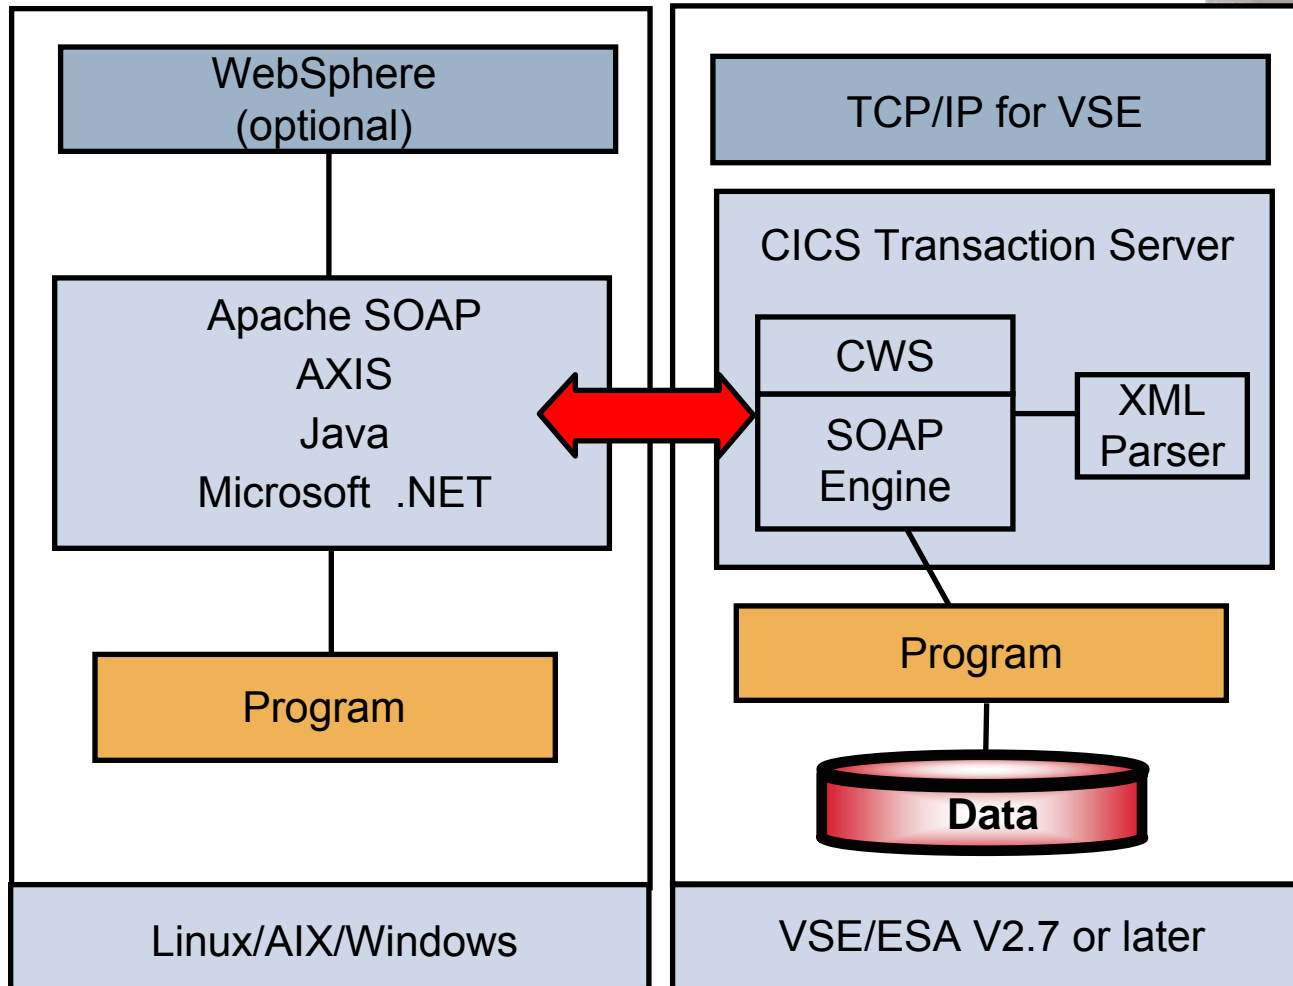 WebSphere
(optional)
Apache SOAP
AXIS
Java
Microsoft .NET
Program
Linux/AIX/Windows
TCP/IP for VSE
CICS Transaction Server
CWS
SOAP
Engine
XML
Parser
Program
Data
VSE/ESA V2.7 or later